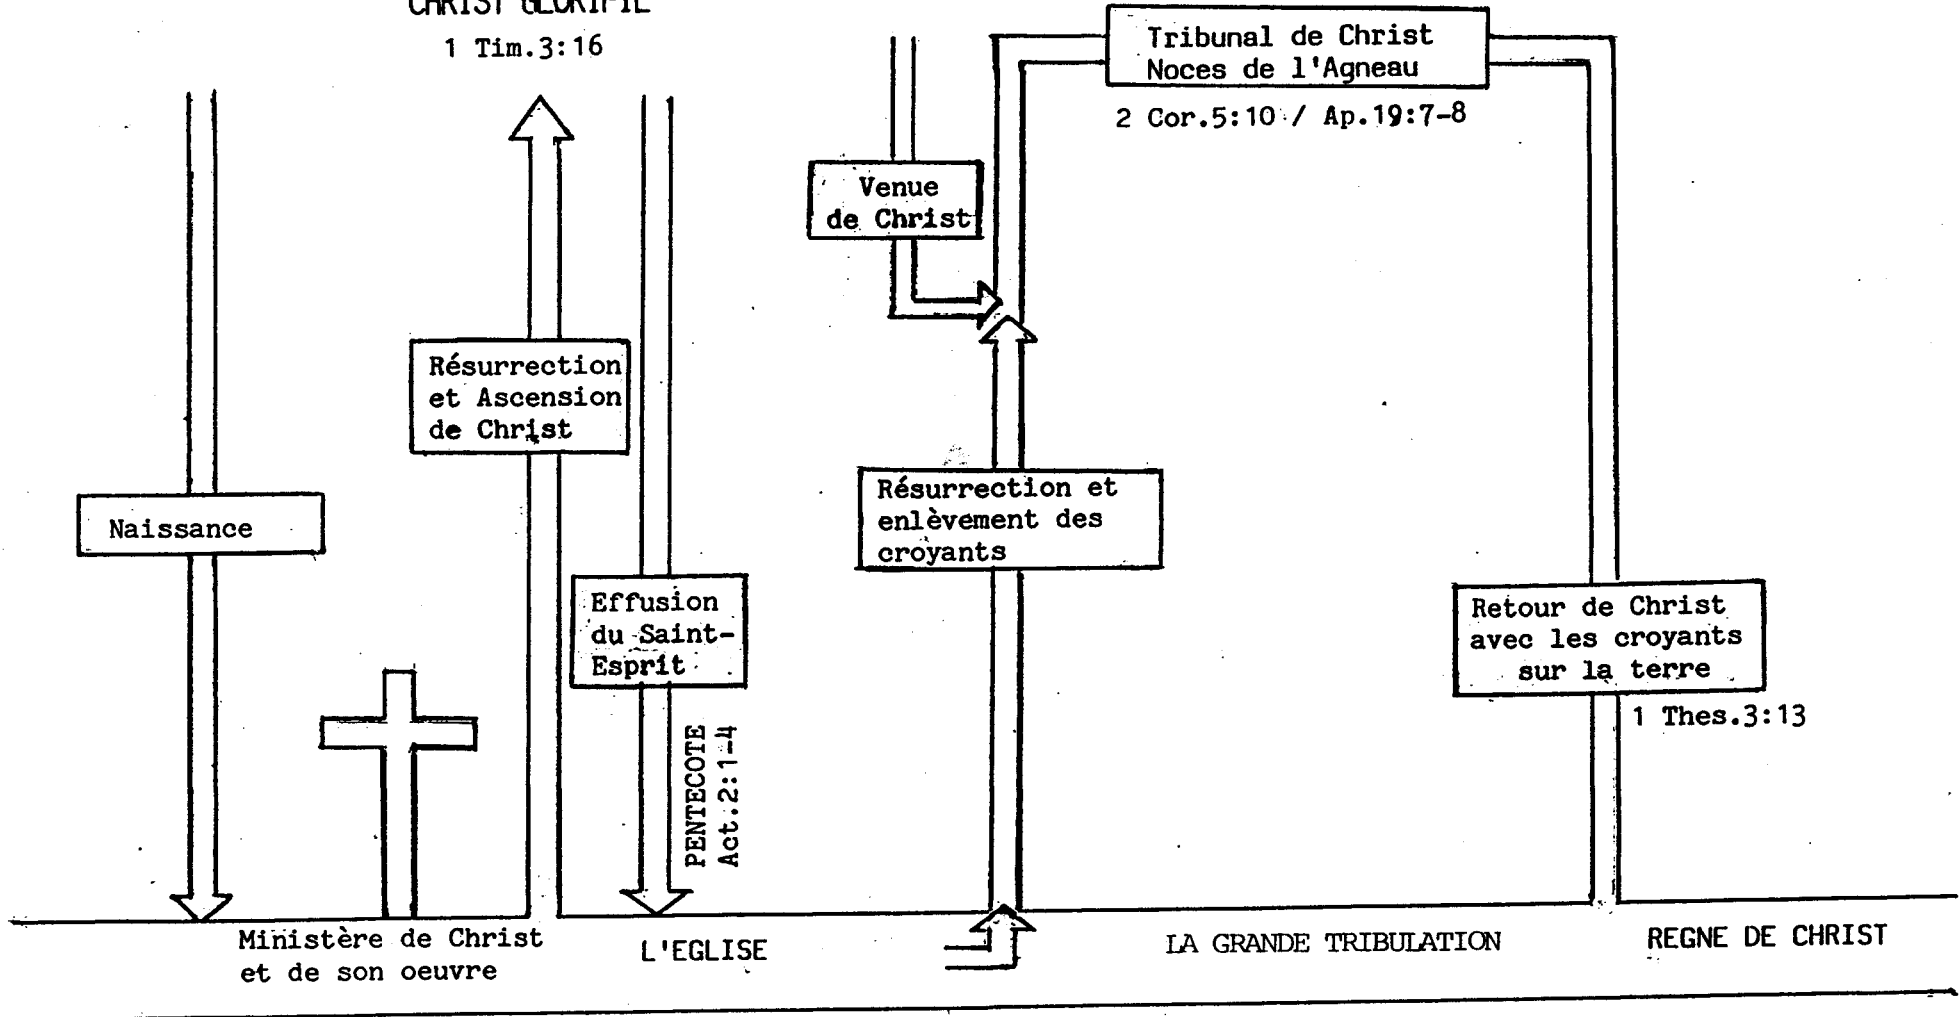 CHRIST GLORIFIE
1 Tim.3:16
Tribunal de Christ
Noces de l'Agneau
2 Cor.5:10 / Ap.19:7-8
Venue
de Christ
Résurrection
et Ascension
de Christ
Naissance
Résurrection et
enlèvement des
croyants
Effusion
du Saint-
Esprit
Retour de Christ
avec les croyants
sur la terre
1 Thes.3:13
PENTECOTE
Act.2:1-4
Ministère de Christ
et de son oeuvre
L'EGLISE
LA GRANDE TRIBULATION
REGNE DE CHRIST